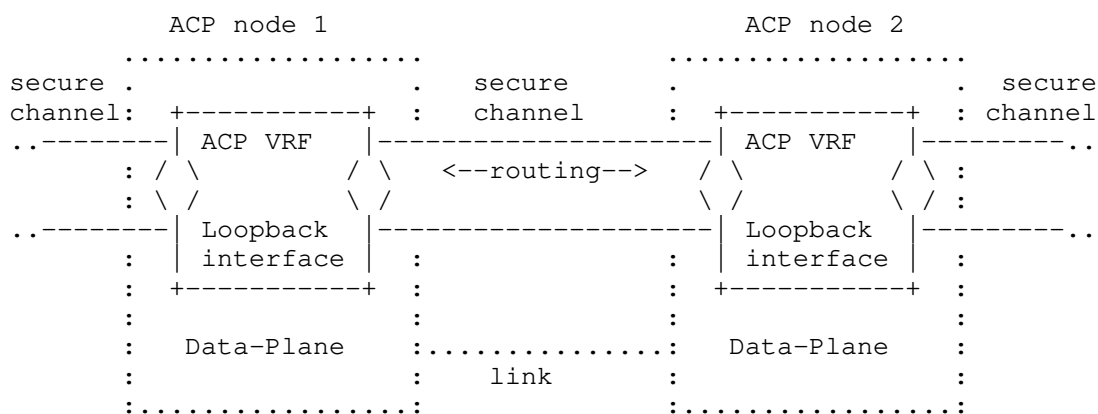 ACP node 1                          ACP node 2
secure                 secure                           secure
channel:               channel                          channel
ACP VRF                                 ACP VRF
<--routing-->
Loopback                                Loopback
interface                               interface
Data-Plane                              Data-Plane
link